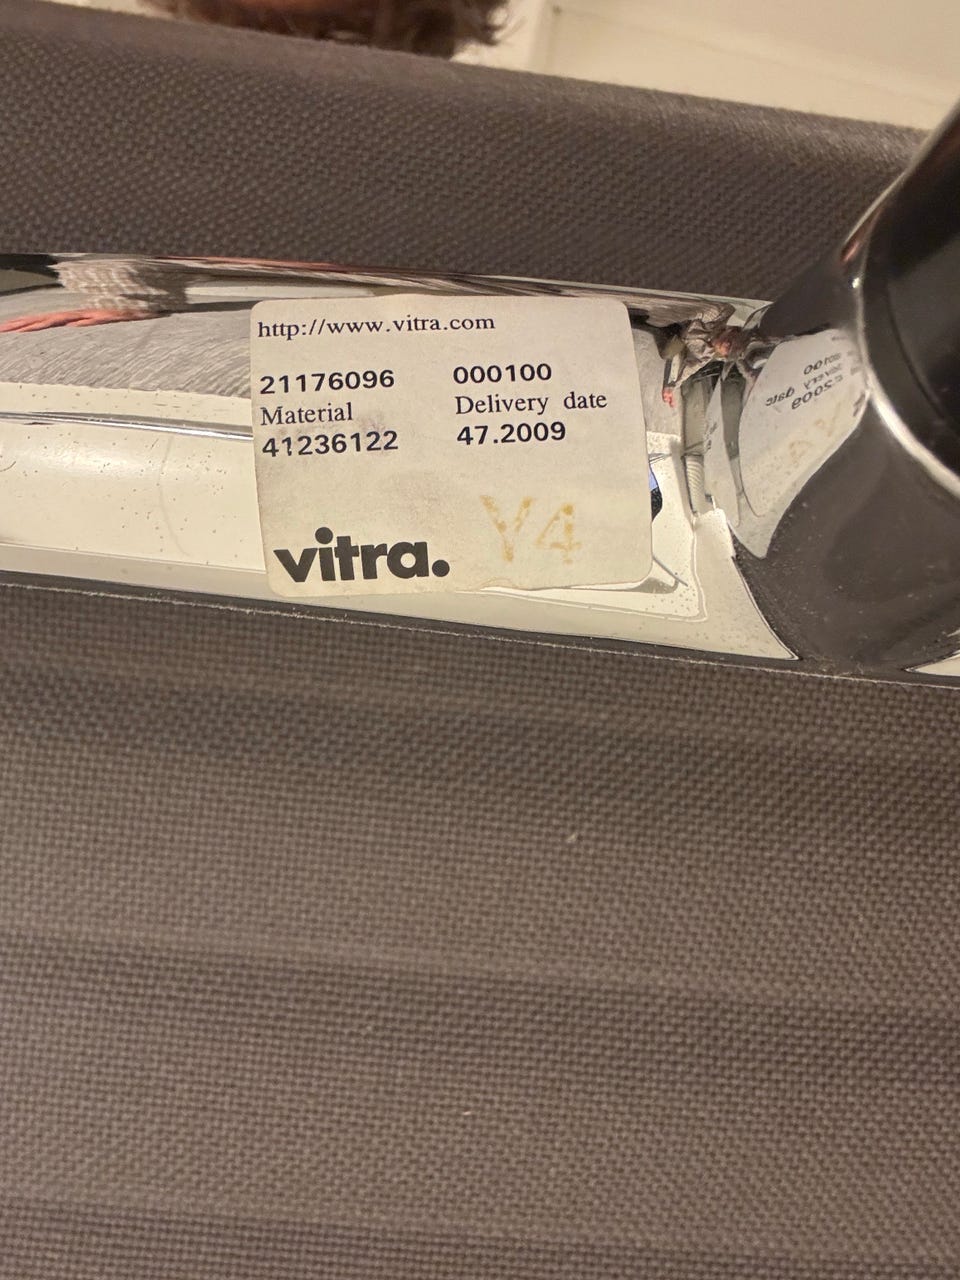 http://www.vitra.com
21176096 000100
Material Delivery date
41236122 47.2009
vitra.
Y4